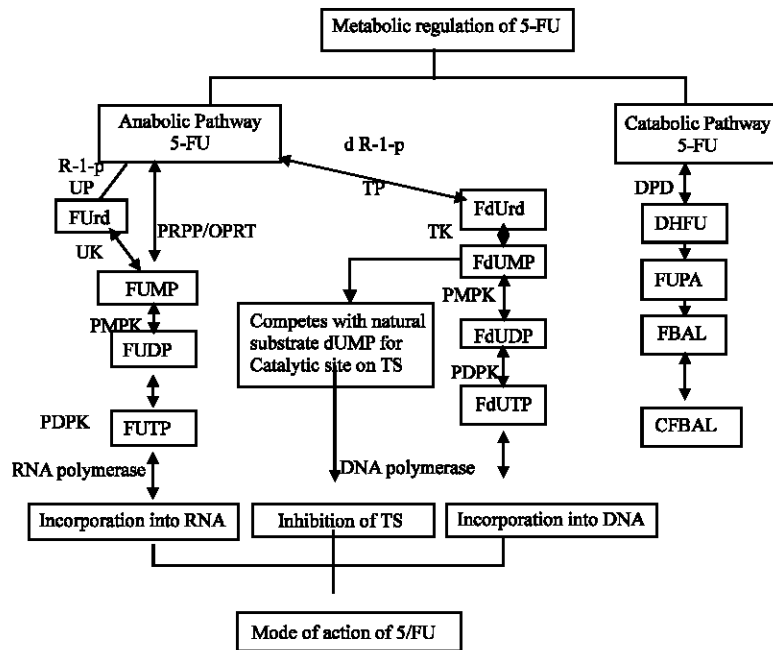 Metabolic regulation of 5-FU
Anabolic Pathway
5-FU
Catabolic Pathway
5-FU
R-1-p
UP
FUrd
UK
PRPP/OPRT
FUMP
PMPK
FUDP
PDPK
FUTP
RNA polymerase
Incorporation into RNA
d R-1-p
TP
FdUrd
TK
FdUMP
PMPK
Competes with natural
substrate dUMP for
Catalytic site on TS
FdUDP
PDPK
FdUTP
DNA polymerase
Inhibition of TS
Incorporation into DNA
DPD
DHFU
FUPA
FBAL
CFBAL
Mode of action of 5/FU